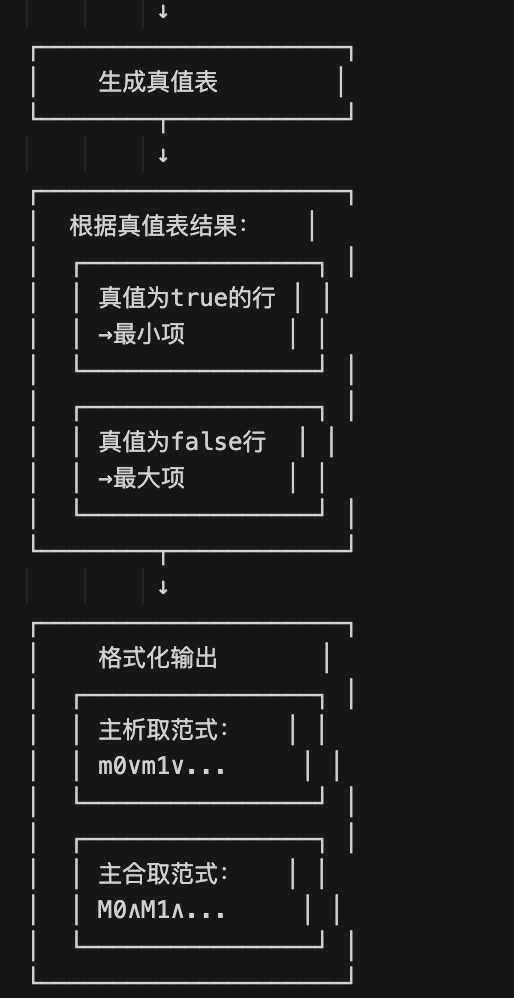 ↓
生成真值表
↓
根据真值表结果:
真值为true的行
→最小项
真值为false行
→最大项
↓
格式化输出
主析取范式:
m0∨m1∨...
主合取范式:
M0∧M1∧...